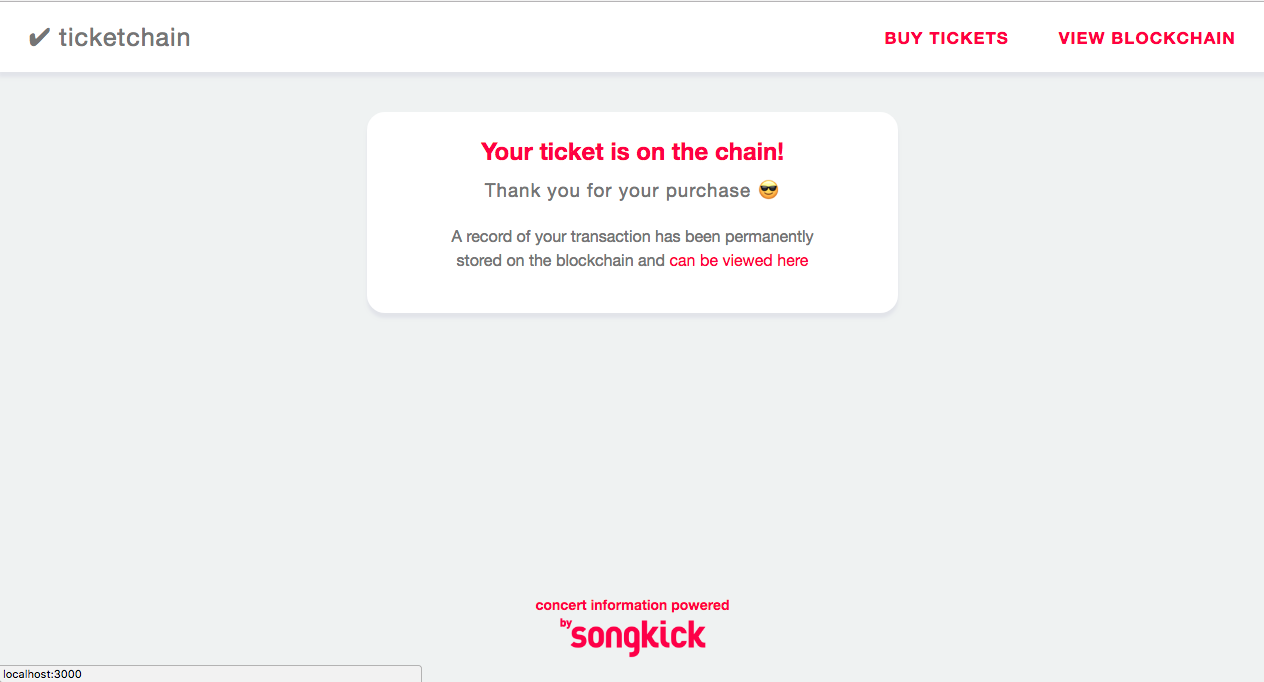 ✔ ticketchain
BUY TICKETS
VIEW BLOCKCHAIN
Your ticket is on the chain!
Thank you for your purchase 😎
A record of your transaction has been permanently
stored on the blockchain and can be viewed here
concert information powered
by songkick
localhost:3000